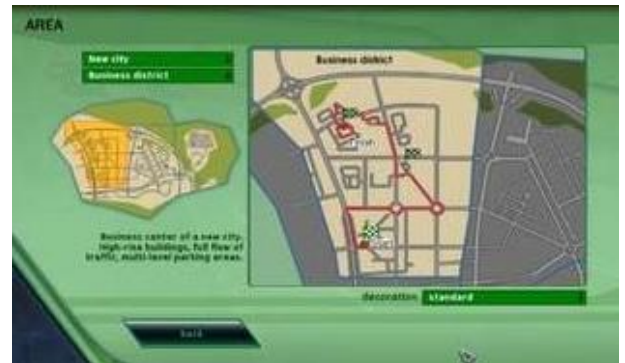 AREA
New city
Business district
Business district
Business center of a new city,
high-rise buildings, full flow of
traffic, multi-level parking areas.
decoration standard
back